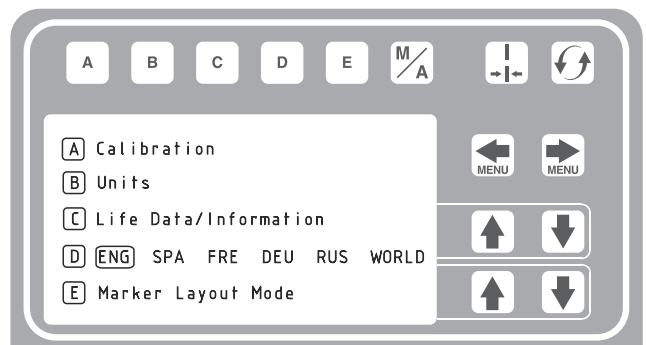 A B C D E M/A
MENU MENU
A Calibration
B Units
C Life Data/Information
D ENG SPA FRE DEU RUS WORLD
E Marker Layout Mode